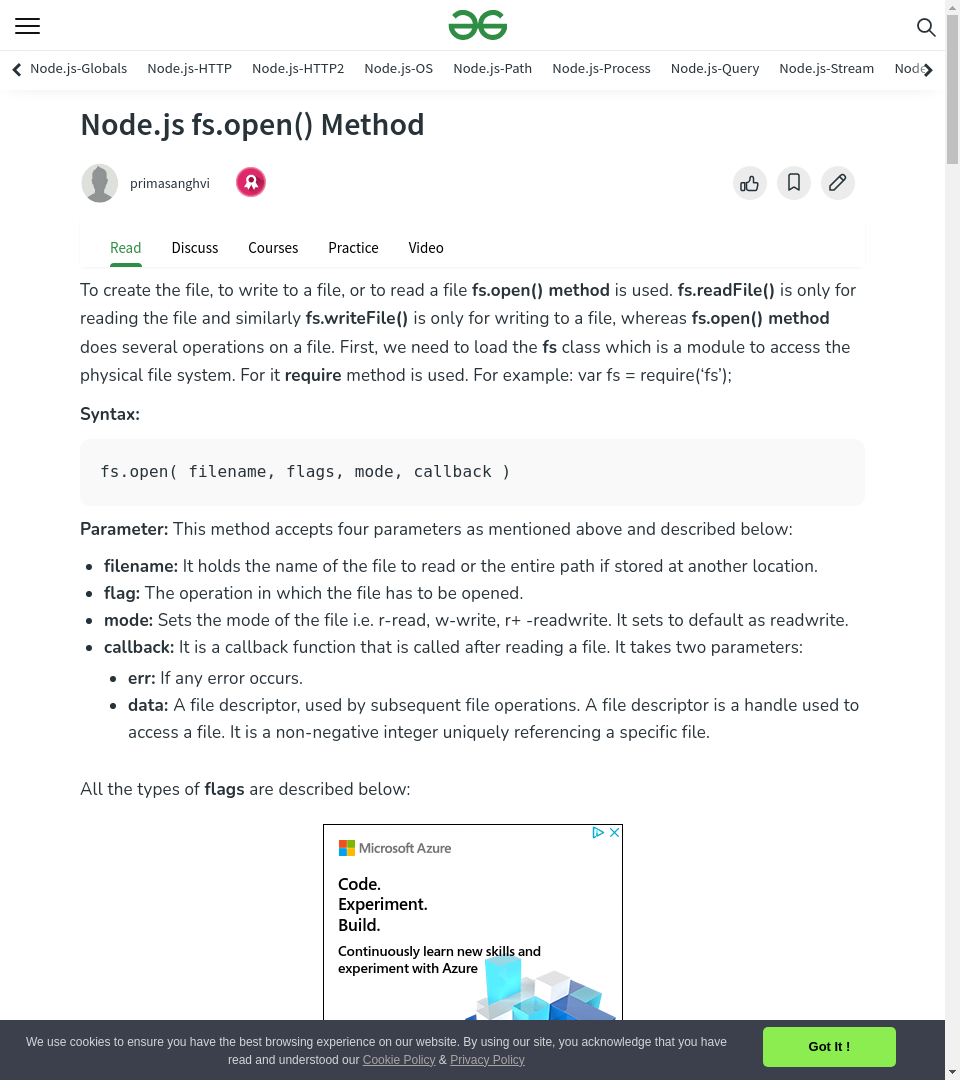 Node.js-Globals Node.js-HTTP Node.js-HTTP2 Node.js-OS Node.js-Path Node.js-Process Node.js-Query Node.js-Stream
Node.js fs.open() Method
primasanghvi
Read Discuss Courses Practice Video
To create the file, to write to a file, or to read a file fs.open() method is used. fs.readFile() is only for
reading the file and similarly fs.writeFile() is only for writing to a file, whereas fs.open() method
does several operations on a file. First, we need to load the fs class which is a module to access the
physical file system. For it require method is used. For example: var fs = require(‘fs’);
Syntax:
fs.open( filename, flags, mode, callback )
Parameter: This method accepts four parameters as mentioned above and described below:
filename: It holds the name of the file to read or the entire path if stored at another location.
flag: The operation in which the file has to be opened.
mode: Sets the mode of the file i.e. r-read, w-write, r+ -readwrite. It sets to default as readwrite.
callback: It is a callback function that is called after reading a file. It takes two parameters:
err: If any error occurs.
data: A file descriptor, used by subsequent file operations. A file descriptor is a handle used to
access a file. It is a non-negative integer uniquely referencing a specific file.
All the types of flags are described below:
Microsoft Azure
Code.
Experiment.
Build.
Continuously learn new skills and
experiment with Azure
We use cookies to ensure you have the best browsing experience on our website. By using our site, you acknowledge that you have
read and understood our Cookie Policy & Privacy Policy
Got It !